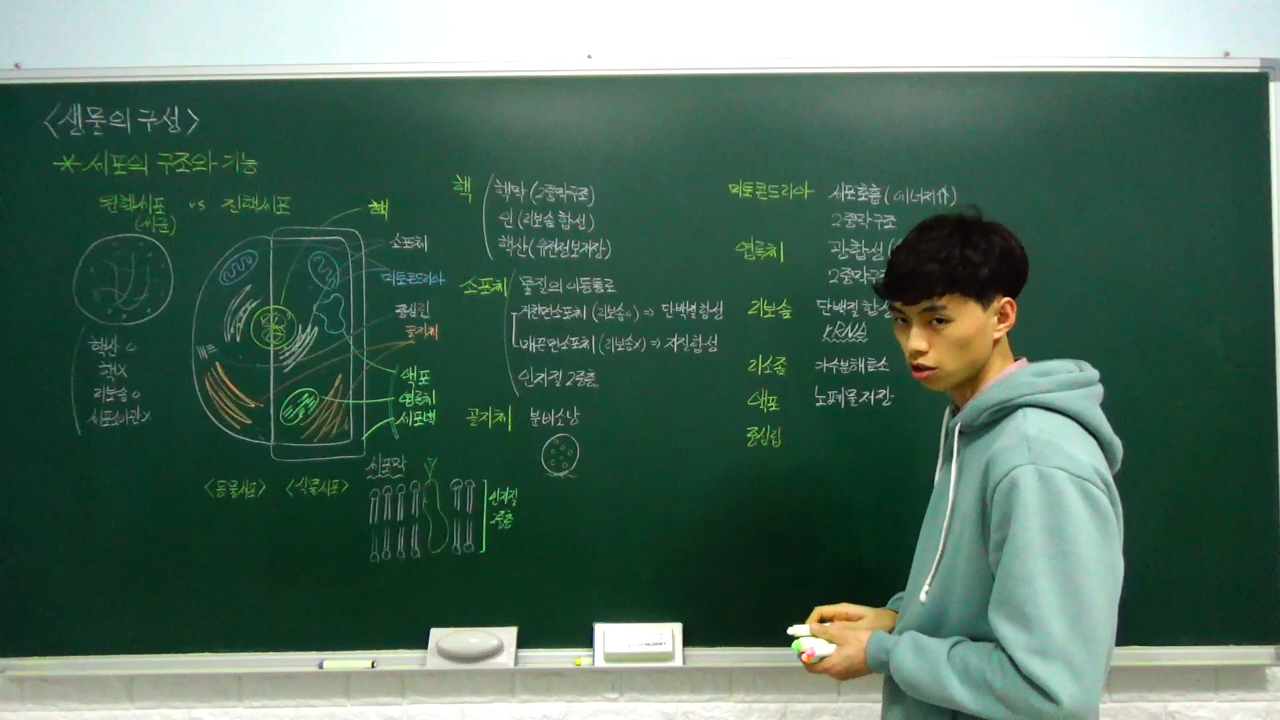 <생물의 구성>
* 세포의 구조와 기능
원핵세포 vs 진핵세포
(세균)
핵산 o
핵 x
리보솜 o
세포소기관 x
핵
소포체
미토콘드리아
중심립
골지체
액포
엽록체
세포벽
<동물세포> <식물세포>
세포막
인지질
2중층
핵
핵막 (2중막구조)
인 (리보솜 합성)
핵산 (유전정보저장)
소포체
물질의 이동통로
거친면소포체 (리보솜o) ⇒ 단백질합성
매끈면소포체 (리보솜x) ⇒ 지질합성
인지질 2중층
골지체 분비소낭
미토콘드리아 세포호흡 (에너지
2중막구조
엽록체 광합성 (
2중막구
리보솜 단백질 합성
rRNA
리소좀 가수분해효소
액포 노폐물저장
중심립